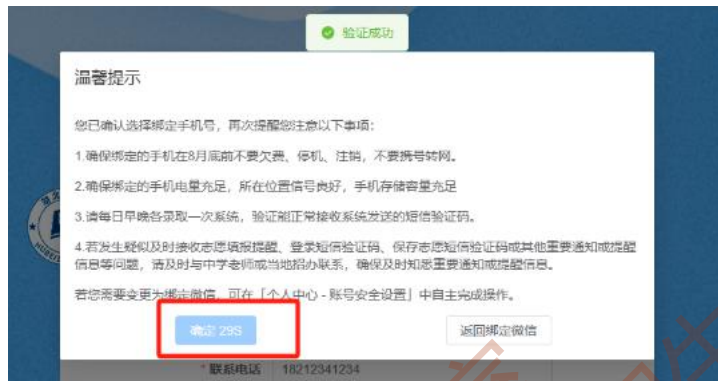 验证成功
温馨提示
您已确认选择绑定手机号，再次提醒您注意以下事项：
1.确保绑定的手机在8月底前不要欠费、停机、注销，不要携号转网。
2.确保绑定的手机电量充足，所在位置信号良好，手机存储容量充足
3.请每日早晚各录取一次系统，验证能正常接收系统发送的短信验证码。
4.若发生疑似及时接收志愿填报提醒、登录短信验证码、保存志愿短信验证码或其他重要通知或提醒
信息等问题，请及时与中学老师或当地招办联系，确保及时知悉重要通知或提醒信息。
若您需要变更为绑定微信，可在「个人中心 - 账号安全设置」中自主完成操作。
确定 29S
返回绑定微信
* 联系电话 18212341234